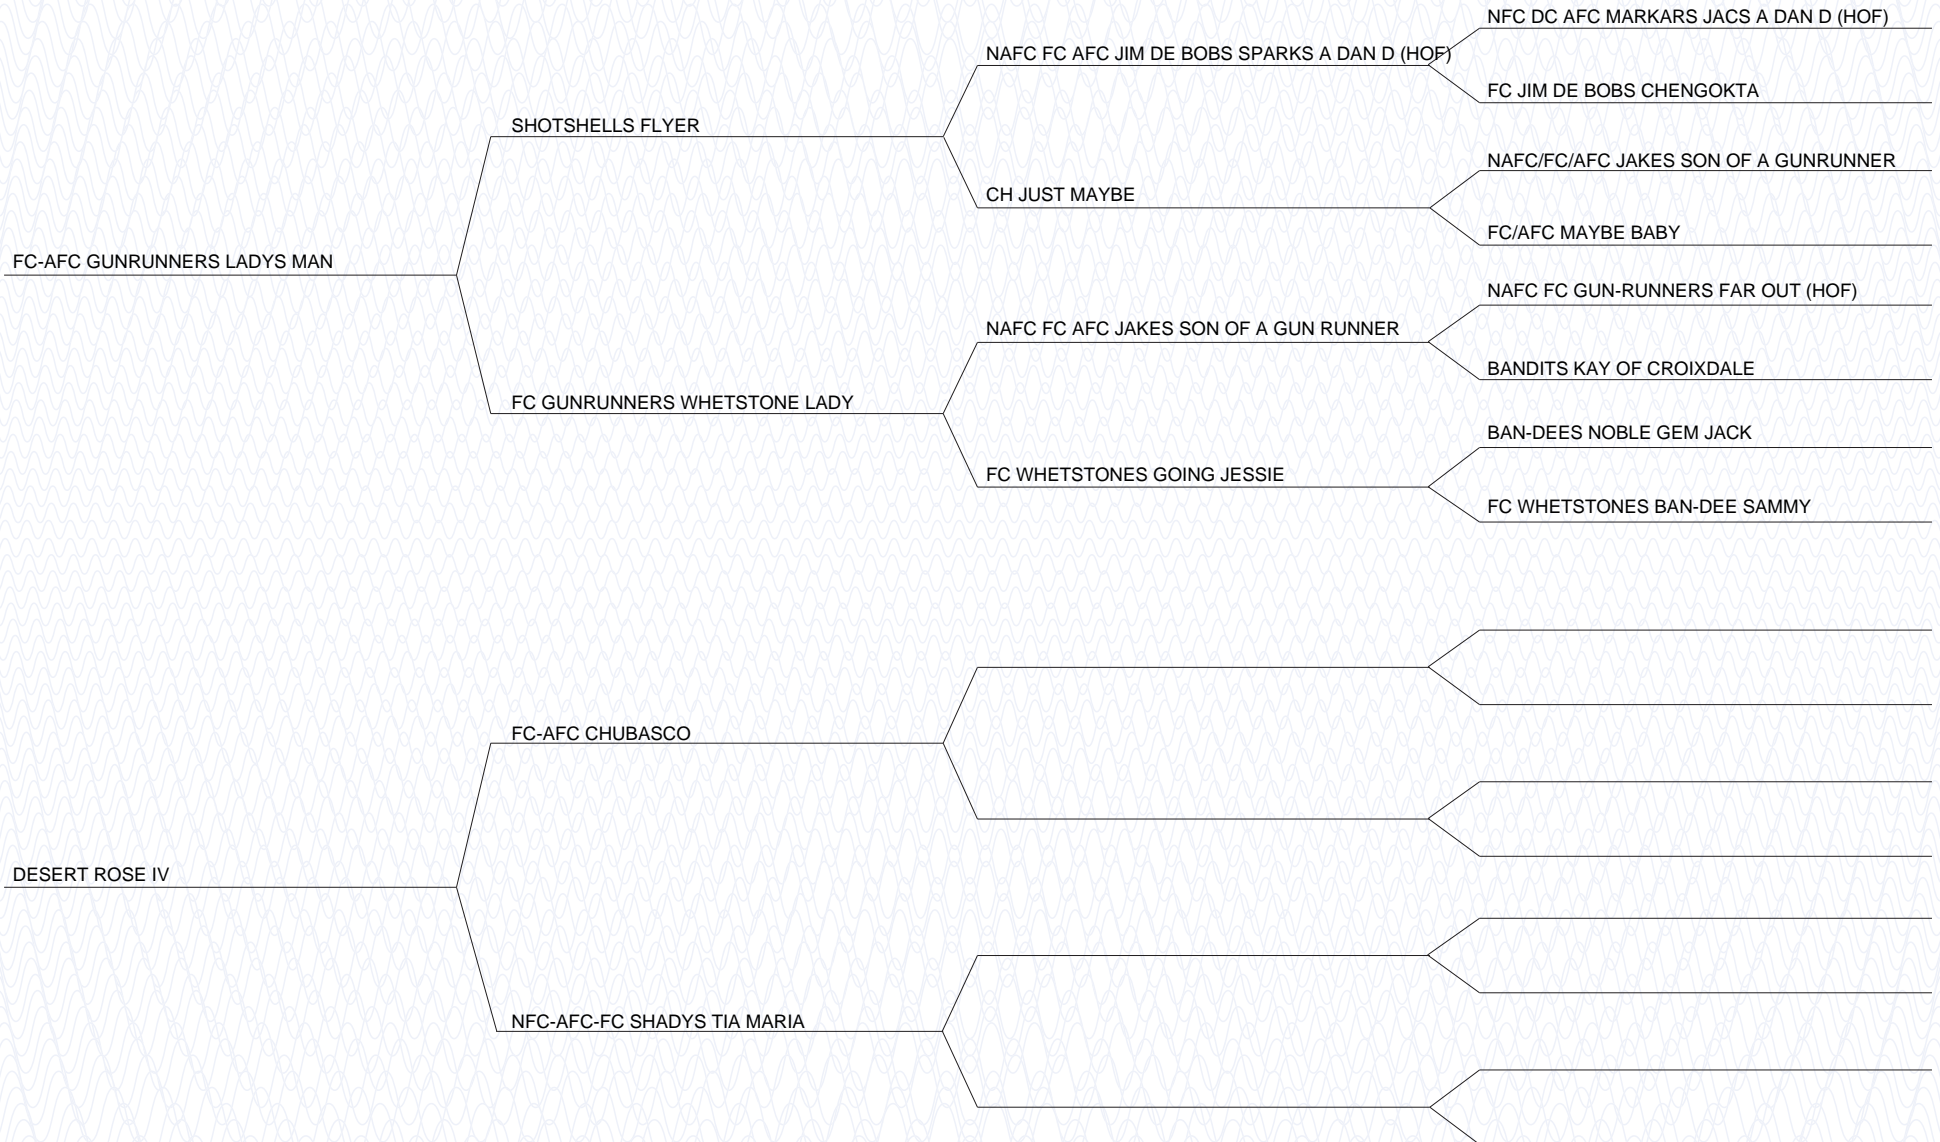 NFC DC AFC MARKARS JACS A DAN D (HOF)
NAFC FC AFC JIM DE BOBS SPARKS A DAN D (HOF)
FC JIM DE BOBS CHENGOKTA
SHOTSHELLS FLYER
NAFC/FC/AFC JAKES SON OF A GUNRUNNER
CH JUST MAYBE
FC/AFC MAYBE BABY
FC-AFC GUNRUNNERS LADYS MAN
NAFC FC GUN-RUNNERS FAR OUT (HOF)
NAFC FC AFC JAKES SON OF A GUN RUNNER
BANDITS KAY OF CROIXDALE
FC GUNRUNNERS WHETSTONE LADY
BAN-DEES NOBLE GEM JACK
FC WHETSTONES GOING JESSIE
FC WHETSTONES BAN-DEE SAMMY
FC-AFC CHUBASCO
DESERT ROSE IV
NFC-AFC-FC SHADYS TIA MARIA